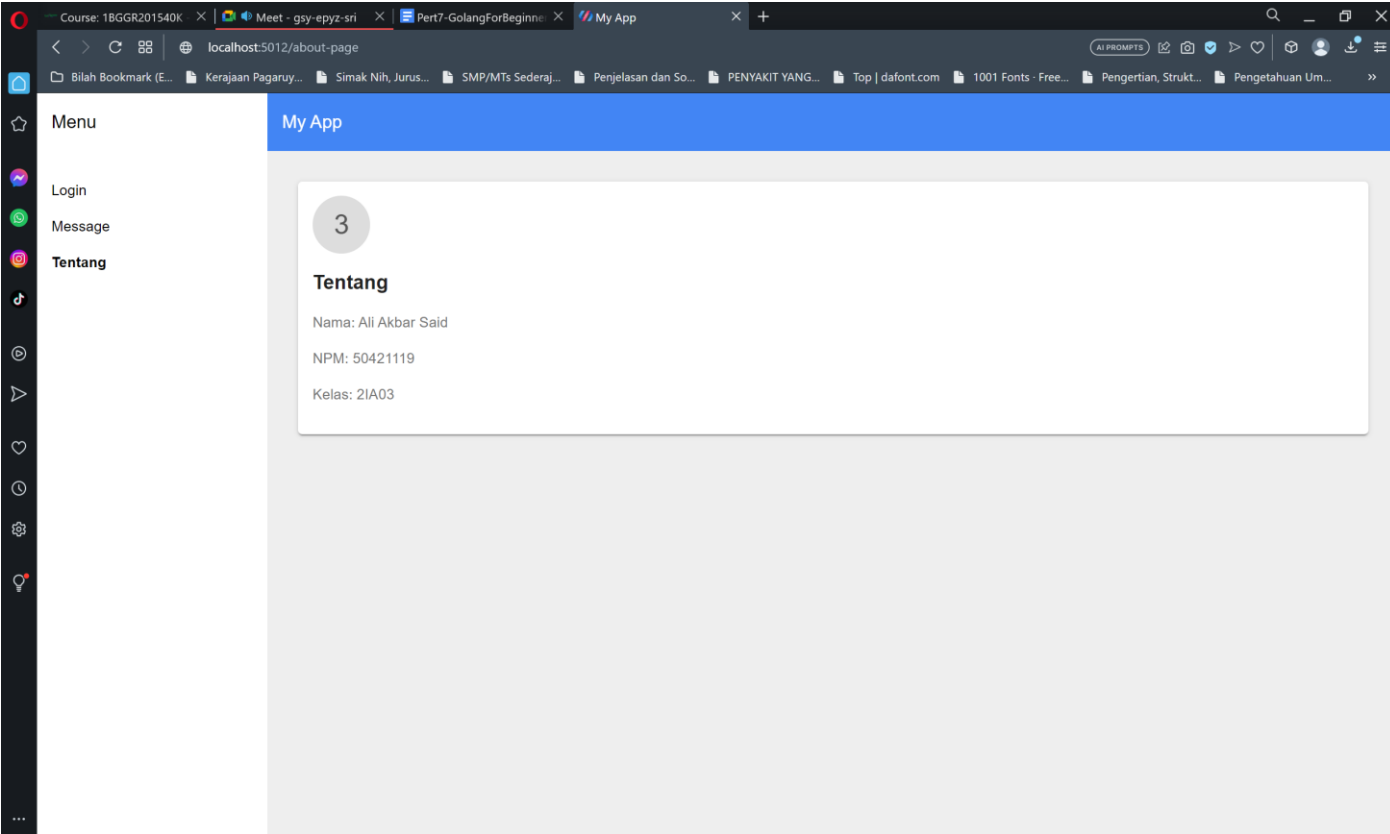 Course: 1BGGR201540K
Meet - gsy-epyz-sri
Pert7-GolangForBeginne
My App
localhost:5012/about-page
AI PROMPTS
Bilah Bookmark (E...
Kerajaan Pagaruy...
Simak Nih, Jurus...
SMP/MTs Sederaj...
Penjelasan dan So...
PENYAKIT YANG...
Top | dafont.com
1001 Fonts - Free...
Pengertian, Strukt...
Pengetahuan Um...
Menu
My App
Login
Message
Tentang
3
Tentang
Nama: Ali Akbar Said
NPM: 50421119
Kelas: 2IA03